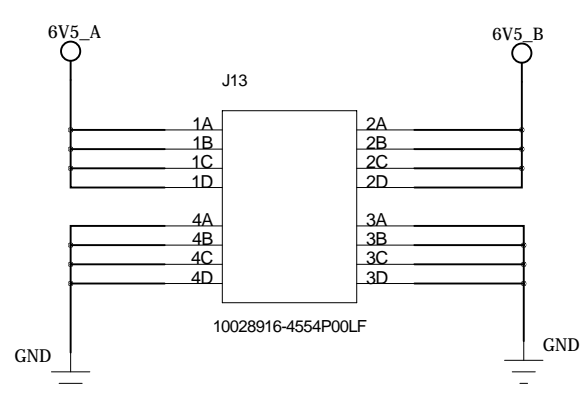 6V5_A
6V5_B
J13
1A 2A
1B 2B
1C 2C
1D 2D
4A 3A
4B 3B
4C 3C
4D 3D
10028916-4554P00LF
GND
GND